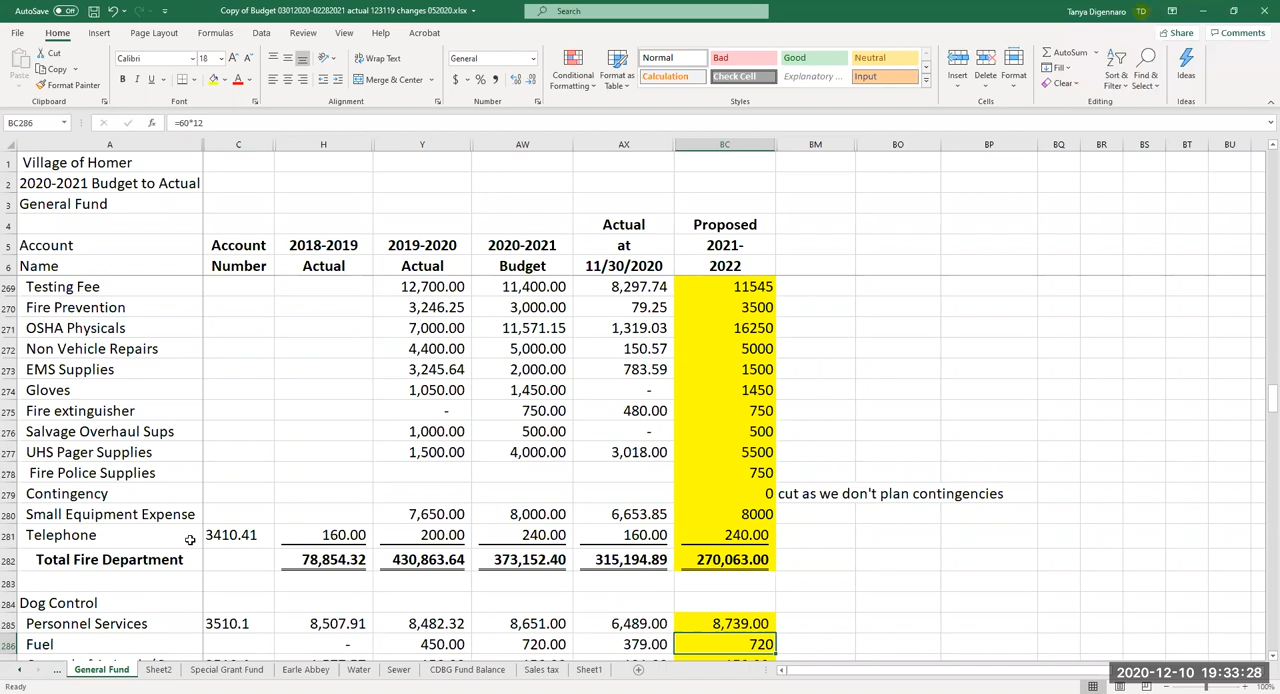 AutoSave Off Copy of Budget 03012020-02282021 actual 123119 changes 052020.xlsx Search Tanya Digennaro TD
File Home Insert Page Layout Formulas Data Review View Help Acrobat Share Comments
Paste Cut Copy Format Painter Calibri 18 Wrap Text General Normal Bad Good Neutral AutoSum
B I U Merge & Center $ % Conditional Formatting Format as Table Calculation Check Cell Explanatory ... Input Insert Delete Format Fill Clear Sort & Filter Find & Select Ideas
Clipboard Font Alignment Number Styles Cells Editing Ideas
BC286 fx =60*12
A C H Y AW AX BC BM BO BP BQ BR BS BT BU
1 Village of Homer
2 2020-2021 Budget to Actual
3 General Fund
4 Actual Proposed
5 Account Account 2018-2019 2019-2020 2020-2021 at 2021-
6 Name Number Actual Actual Budget 11/30/2020 2022
269 Testing Fee 12,700.00 11,400.00 8,297.74 11545
270 Fire Prevention 3,246.25 3,000.00 79.25 3500
271 OSHA Physicals 7,000.00 11,571.15 1,319.03 16250
272 Non Vehicle Repairs 4,400.00 5,000.00 150.57 5000
273 EMS Supplies 3,245.64 2,000.00 783.59 1500
274 Gloves 1,050.00 1,450.00 - 1450
275 Fire extinguisher - 750.00 480.00 750
276 Salvage Overhaul Sups 1,000.00 500.00 - 500
277 UHS Pager Supplies 1,500.00 4,000.00 3,018.00 5500
278 Fire Police Supplies 750
279 Contingency 0 cut as we don't plan contingencies
280 Small Equipment Expense 7,650.00 8,000.00 6,653.85 8000
281 Telephone 3410.41 160.00 200.00 240.00 160.00 240.00
282 Total Fire Department 78,854.32 430,863.64 373,152.40 315,194.89 270,063.00
283
284 Dog Control
285 Personnel Services 3510.1 8,507.91 8,482.32 8,651.00 6,489.00 8,739.00
286 Fuel - 450.00 720.00 379.00 720
... General Fund Sheet2 Special Grant Fund Earle Abbey Water Sewer CDBG Fund Balance Sales tax Sheet1
2020-12-10 19:33:28
Ready 100%